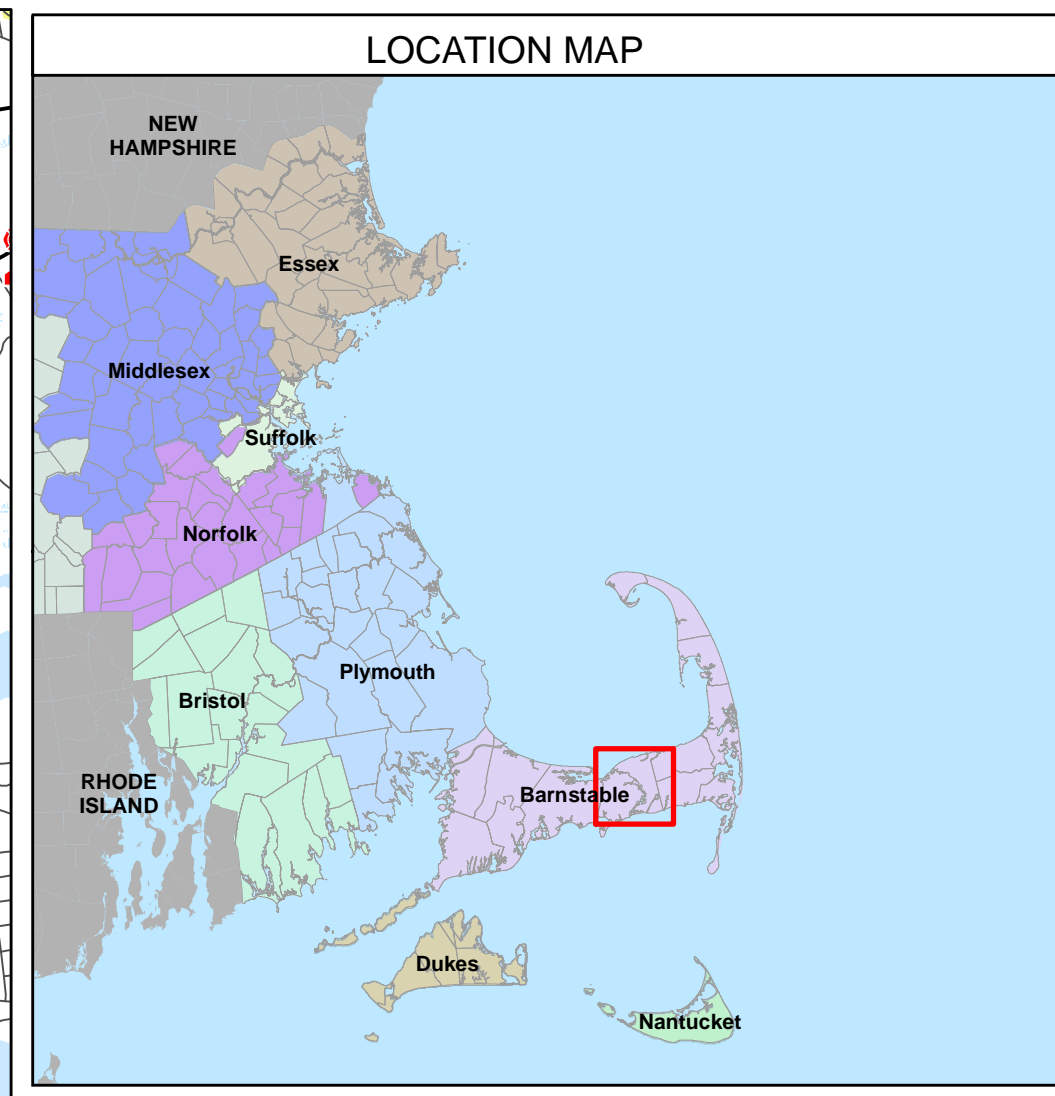 LOCATION MAP
NEW
HAMPSHIRE
Essex
Middlesex
Suffolk
Norfolk
Plymouth
Bristol
RHODE
ISLAND
Barnstable
Dukes
Nantucket